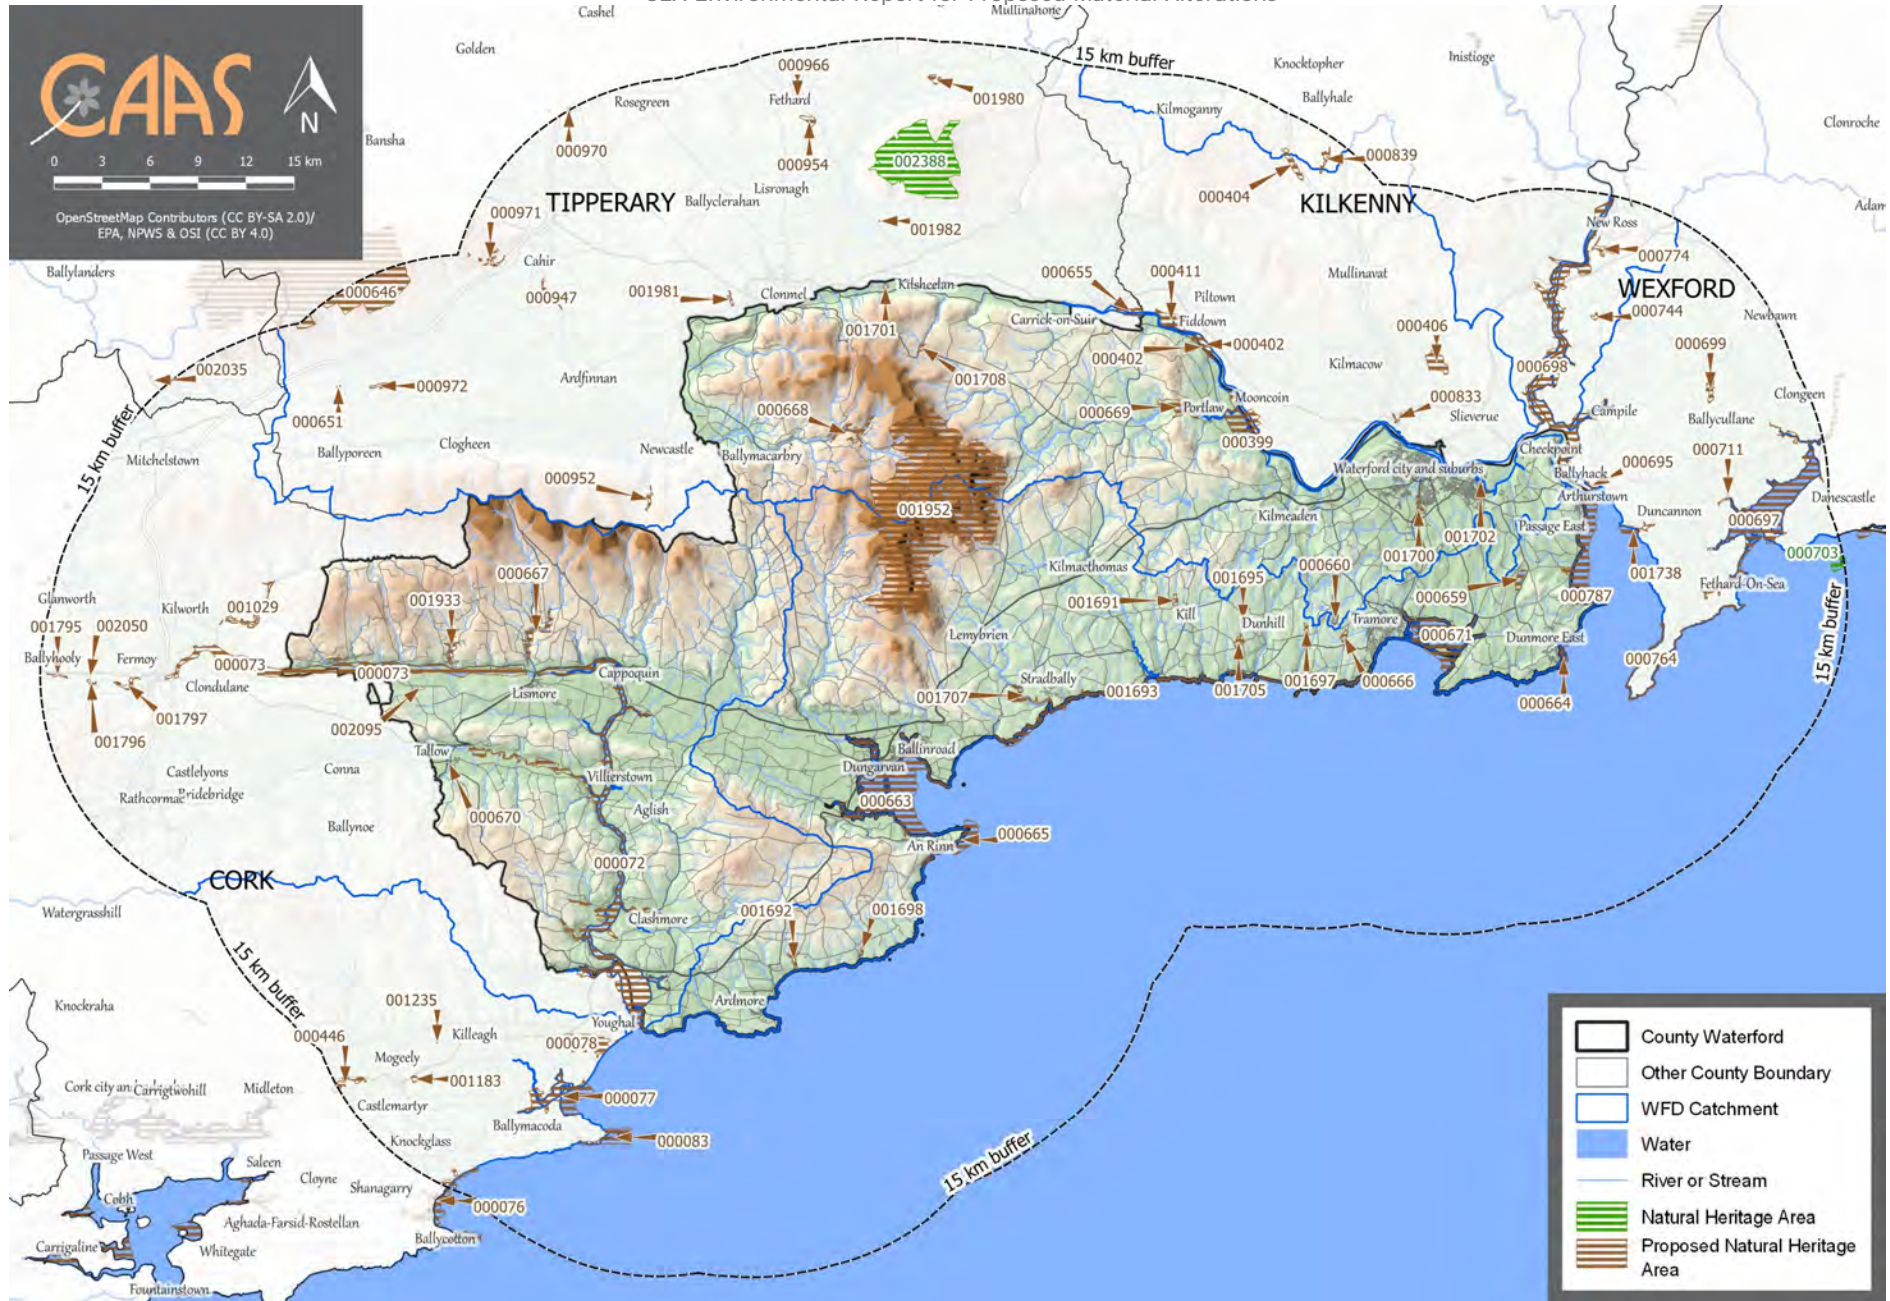 SEA Environmental Report for Proposed Material Alterations
CAAS
N
0 3 6 9 12 15 km
OpenStreetMap Contributors (CC BY-SA 2.0)/
EPA, NPWS & OSI (CC BY 4.0)
Cashel
Mullinahone
Golden
15 km buffer
Inistioge
Knocktopher
000966
Rosegreen
Fethard
001980
Kilmoganny
Ballyhale
Clonroche
Bansha
000970
000954
002388
000839
000404
Lisronagh
Ballyclerahan
TIPPERARY
KILKENNY
Adam
000971
001982
New Ross
Cahir
000774
Ballylanders
000655
000411
Mullinavat
000646
000947
001981
Clonmel
Kilsheelan
Piltown
WEXFORD
Carrick-on-Suir
Fiddown
000744
Newbawn
001701
000406
000402
000402
000699
Kilmacow
000698
002035
000972
Ardfinnan
001708
Clongeen
15 km buffer
000651
000668
000669
Portlaw
Mooncoin
000833
Slieverue
Campile
Ballycullane
Ballyporeen
Clogheen
Newcastle
Ballymacarbry
000399
Cheekpoint
000711
Mitchelstown
Waterford city and suburbs
Ballyhack
000695
000952
Arthurstown
Danescastle
001952
Kilmeaden
Passage East
Duncannon
000697
001700
001702
000703
Kilmacthomas
001695
000660
001738
000667
Fethard-On-Sea
Glanworth
Kilworth
001029
001933
001691
Kill
000659
000787
15 km buffer
001795
002050
Dunhill
Tramore
Lemybrien
000671
Dunmore East
Ballyhooly
Fermoy
000073
000073
Cappoquin
000764
Clondulane
Lismore
Stradbally
001797
001707
001693
001705
001697
000666
000664
001796
002095
Tallow
Ballinroad
Castlelyons
Conna
Dungarvan
Villierstown
Rathcormac
Bridebridge
Aglish
000663
Ballynoe
000670
000665
An Rinn
000072
CORK
Watergrasshill
Clashmore
001692
001698
15 km buffer
Knockraha
001235
Ardmore
Youghal
000446
Killeagh
000078
Mogeely
001183
Carrigtwohill
Midleton
Castlemartyr
000077
Ballymacoda
Knockglass
000083
Passage West
Saleen
15 km buffer
Cloyne
Shanagarry
Cobh
000076
Aghada-Farsid-Rostellan
Ballycotton
Carrigaline
Whitegate
Fountainstown
County Waterford
Other County Boundary
WFD Catchment
Water
River or Stream
Natural Heritage Area
Proposed Natural Heritage
Area